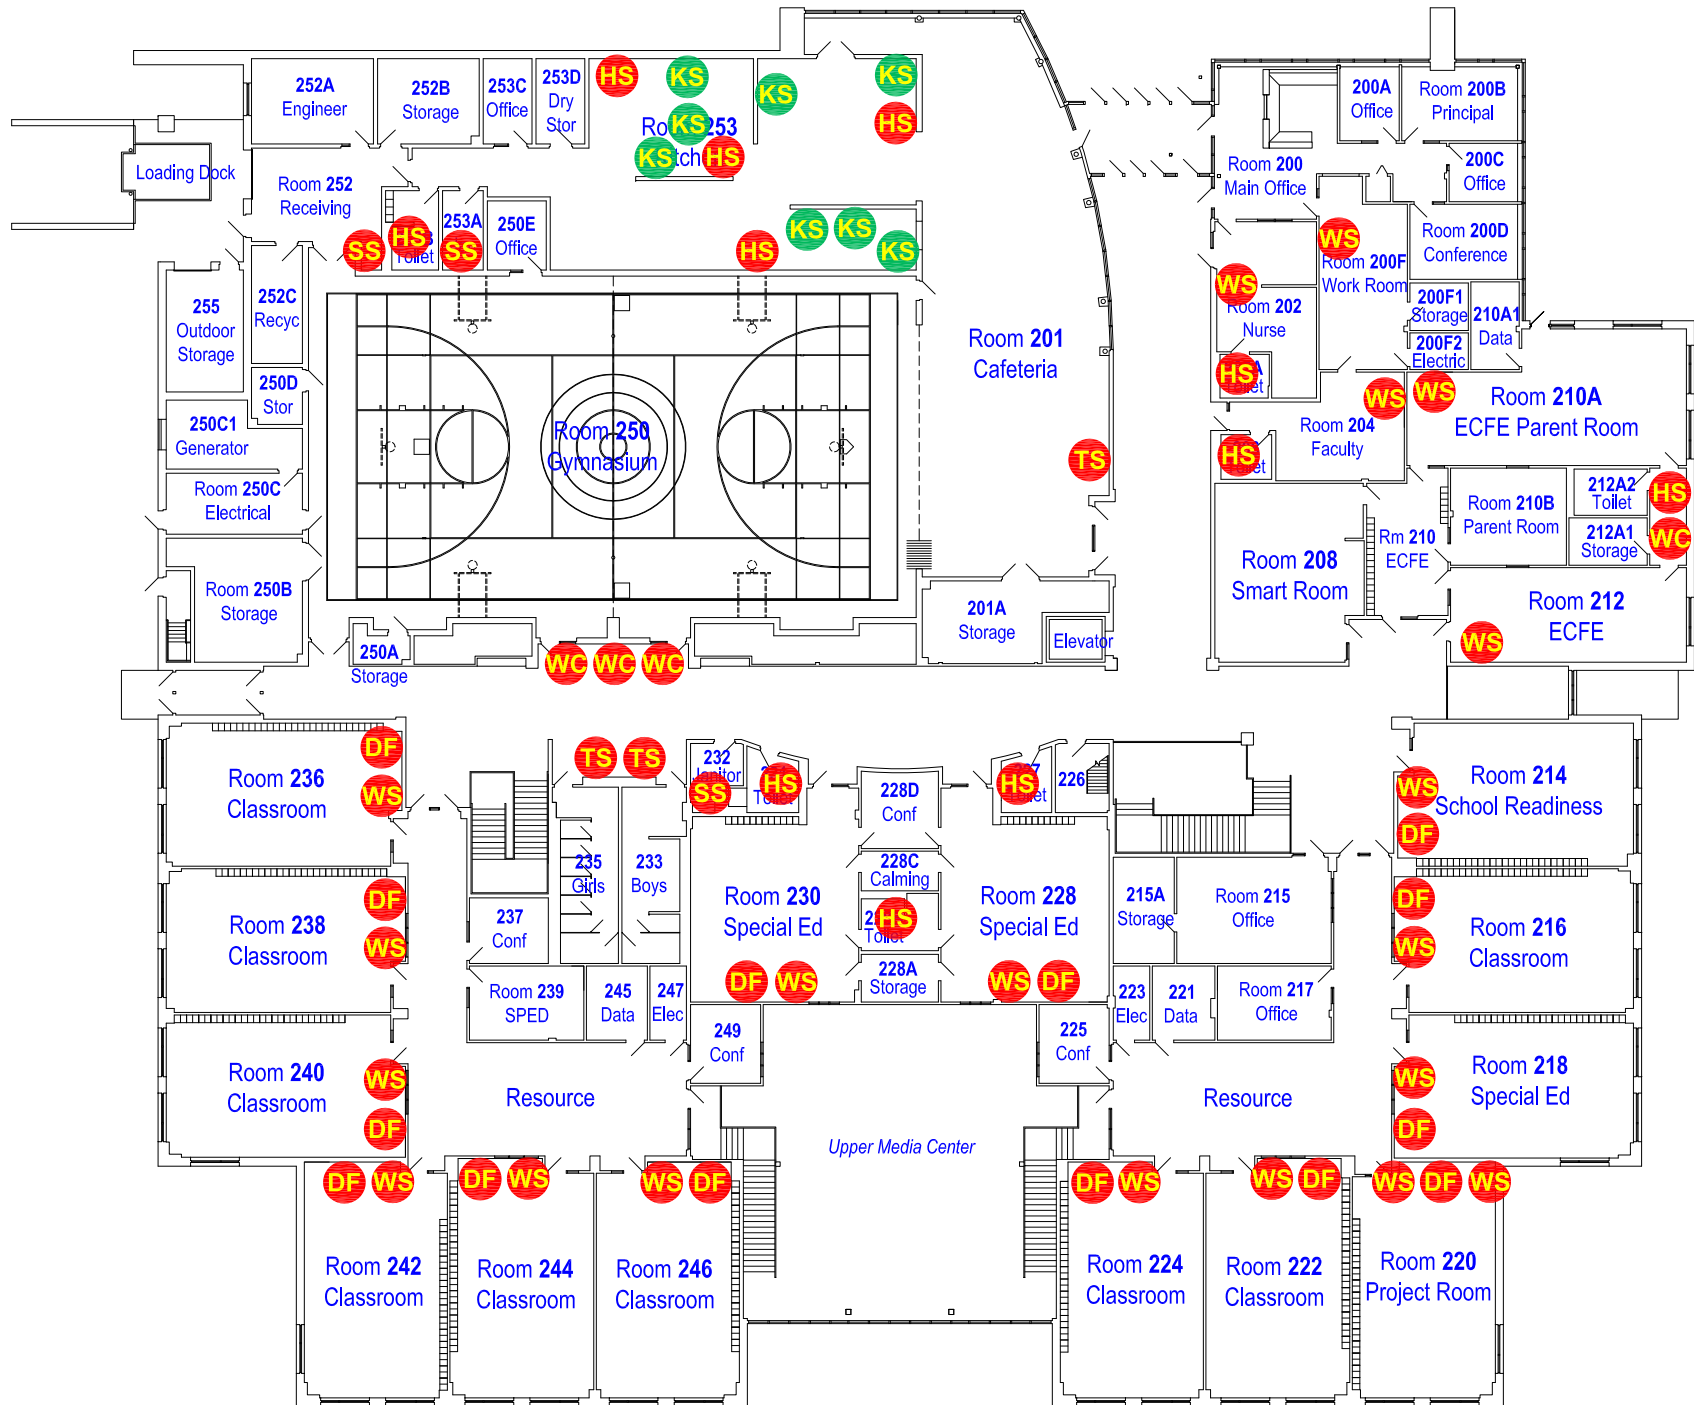 252A
Engineer
252B
Storage
253C
Office
253D
Dry
Stor
HS
KS
KS
KS
KS
HS
KS
HS
253
200A
Office
Room 200B
Principal
200C
Office
Room 200
Main Office
Loading Dock
Room 252
Receiving
SS
HS
Toilet
253A
SS
250E
Office
HS
KS
KS
KS
WS
Room 200D
Conference
Room 200F
Work Room
WS
Room 202
Nurse
200F1
Storage
210A1
Data
200F2
Electric
255
Outdoor
Storage
252C
Recyc
250D
Stor
250C1
Generator
Room 250C
Electrical
Room 250B
Storage
Room 250
Gymnasium
Room 201
Cafeteria
TS
HS
WS
WS
Room 210A
ECFE Parent Room
Room 204
Faculty
HS
Room 210B
Parent Room
212A2
Toilet
HS
212A1
Storage
WC
Rm 210
ECFE
Room 208
Smart Room
Room 212
ECFE
WS
201A
Storage
Elevator
250A
Storage
WC
WC
WC
Room 236
Classroom
DF
WS
TS
TS
232
Janitor
SS
HS
Toilet
228D
Conf
HS
226
Room 214
School Readiness
WS
DF
235
Girls
233
Boys
228C
Calming
Room 238
Classroom
DF
WS
237
Conf
Room 230
Special Ed
HS
Toilet
Room 228
Special Ed
215A
Storage
Room 215
Office
DF
WS
Room 216
Classroom
Room 239
SPED
245
Data
247
Elec
DF
WS
228A
Storage
WS
DF
223
Elec
221
Data
Room 217
Office
249
Conf
225
Conf
Room 240
Classroom
WS
DF
Resource
Resource
WS
DF
Room 218
Special Ed
Upper Media Center
DF
WS
DF
WS
WS
DF
DF
WS
WS
DF
WS
DF
WS
Room 242
Classroom
Room 244
Classroom
Room 246
Classroom
Room 224
Classroom
Room 222
Classroom
Room 220
Project Room